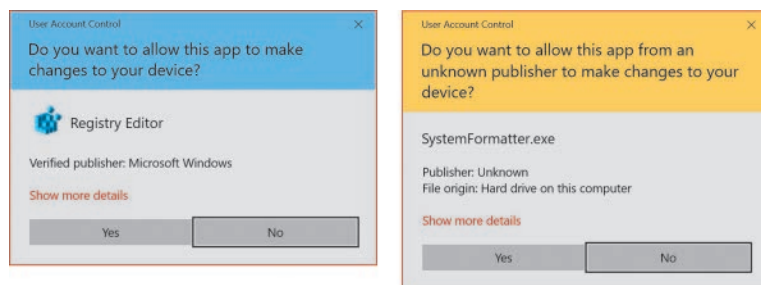 User Account Control
Do you want to allow this app to make
changes to your device?
Registry Editor
Verified publisher: Microsoft Windows
Show more details
Yes
No
User Account Control
Do you want to allow this app from an
unknown publisher to make changes to your
device?
SystemFormatter.exe
Publisher: Unknown
File origin: Hard drive on this computer
Show more details
Yes
No